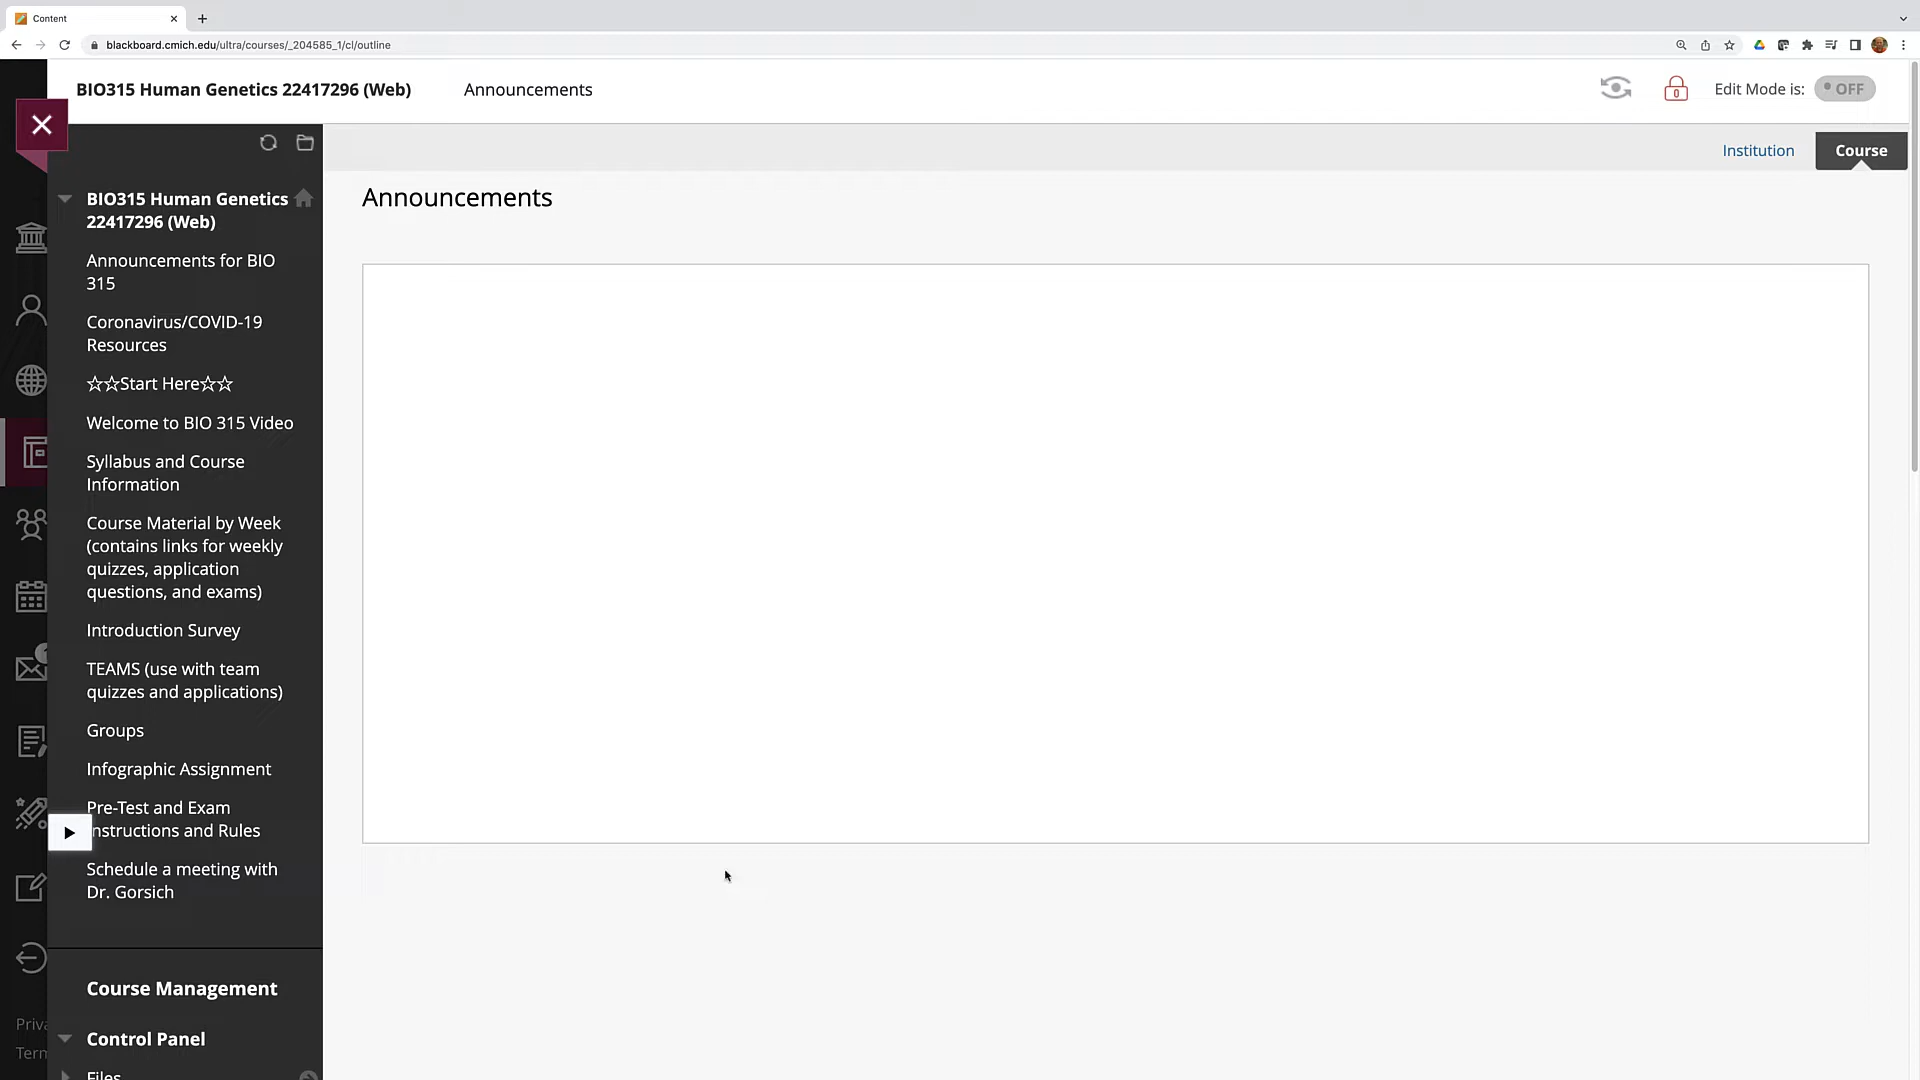 Content
blackboard.cmich.edu/ultra/courses/_204585_1/cl/outline
BIO315 Human Genetics 22417296 (Web)
Announcements
0
Edit Mode is:
OFF
Institution
Course
BIO315 Human Genetics
22417296 (Web)
Announcements for BIO
315
Coronavirus/COVID-19
Resources
☆☆Start Here☆☆
Welcome to BIO 315 Video
Syllabus and Course
Information
Course Material by Week
(contains links for weekly
quizzes, application
questions, and exams)
Introduction Survey
TEAMS (use with team
quizzes and applications)
Groups
Infographic Assignment
Pre-Test and Exam
nstructions and Rules
Schedule a meeting with
Dr. Gorsich
Course Management
Control Panel
Files
Priva
Term
Announcements